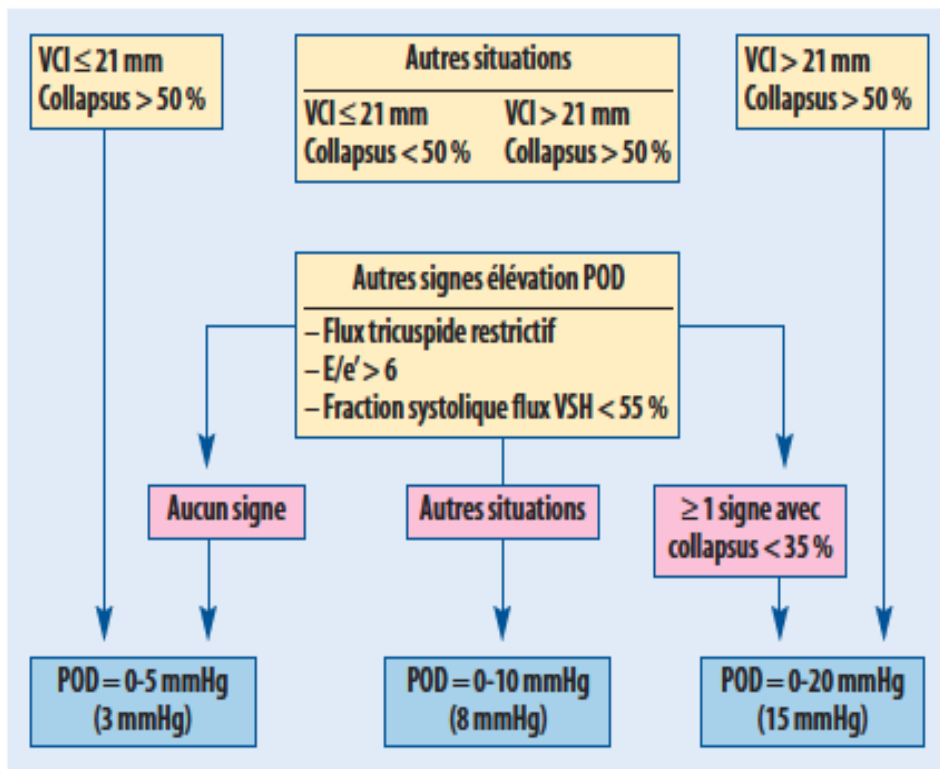 VCI ≤ 21 mm
Collapsus > 50 %
Autres situations
VCI ≤ 21 mm VCI > 21 mm
Collapsus < 50 % Collapsus > 50 %
VCI > 21 mm
Collapsus > 50 %
Autres signes élévation POD
– Flux tricuspide restrictif
– E/e’ > 6
– Fraction systolique flux VSH < 55 %
Aucun signe
Autres situations
≥ 1 signe avec
collapsus < 35 %
POD = 0-5 mmHg
(3 mmHg)
POD = 0-10 mmHg
(8 mmHg)
POD = 0-20 mmHg
(15 mmHg)